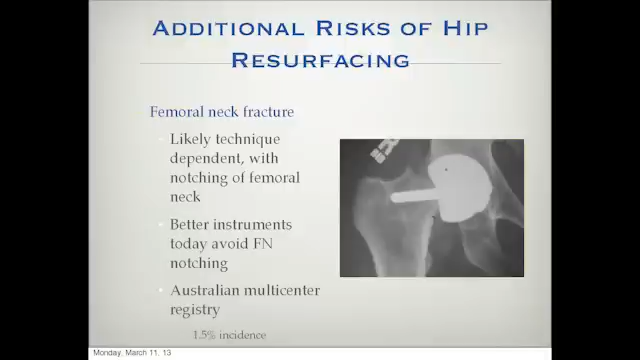 Additional Risks of Hip
Resurfacing
Femoral neck fracture
Likely technique
dependent, with
notching of femoral
neck
Better instruments
today avoid FN
notching
Australian multicenter
registry
1.5% incidence
Monday, March 11, 13